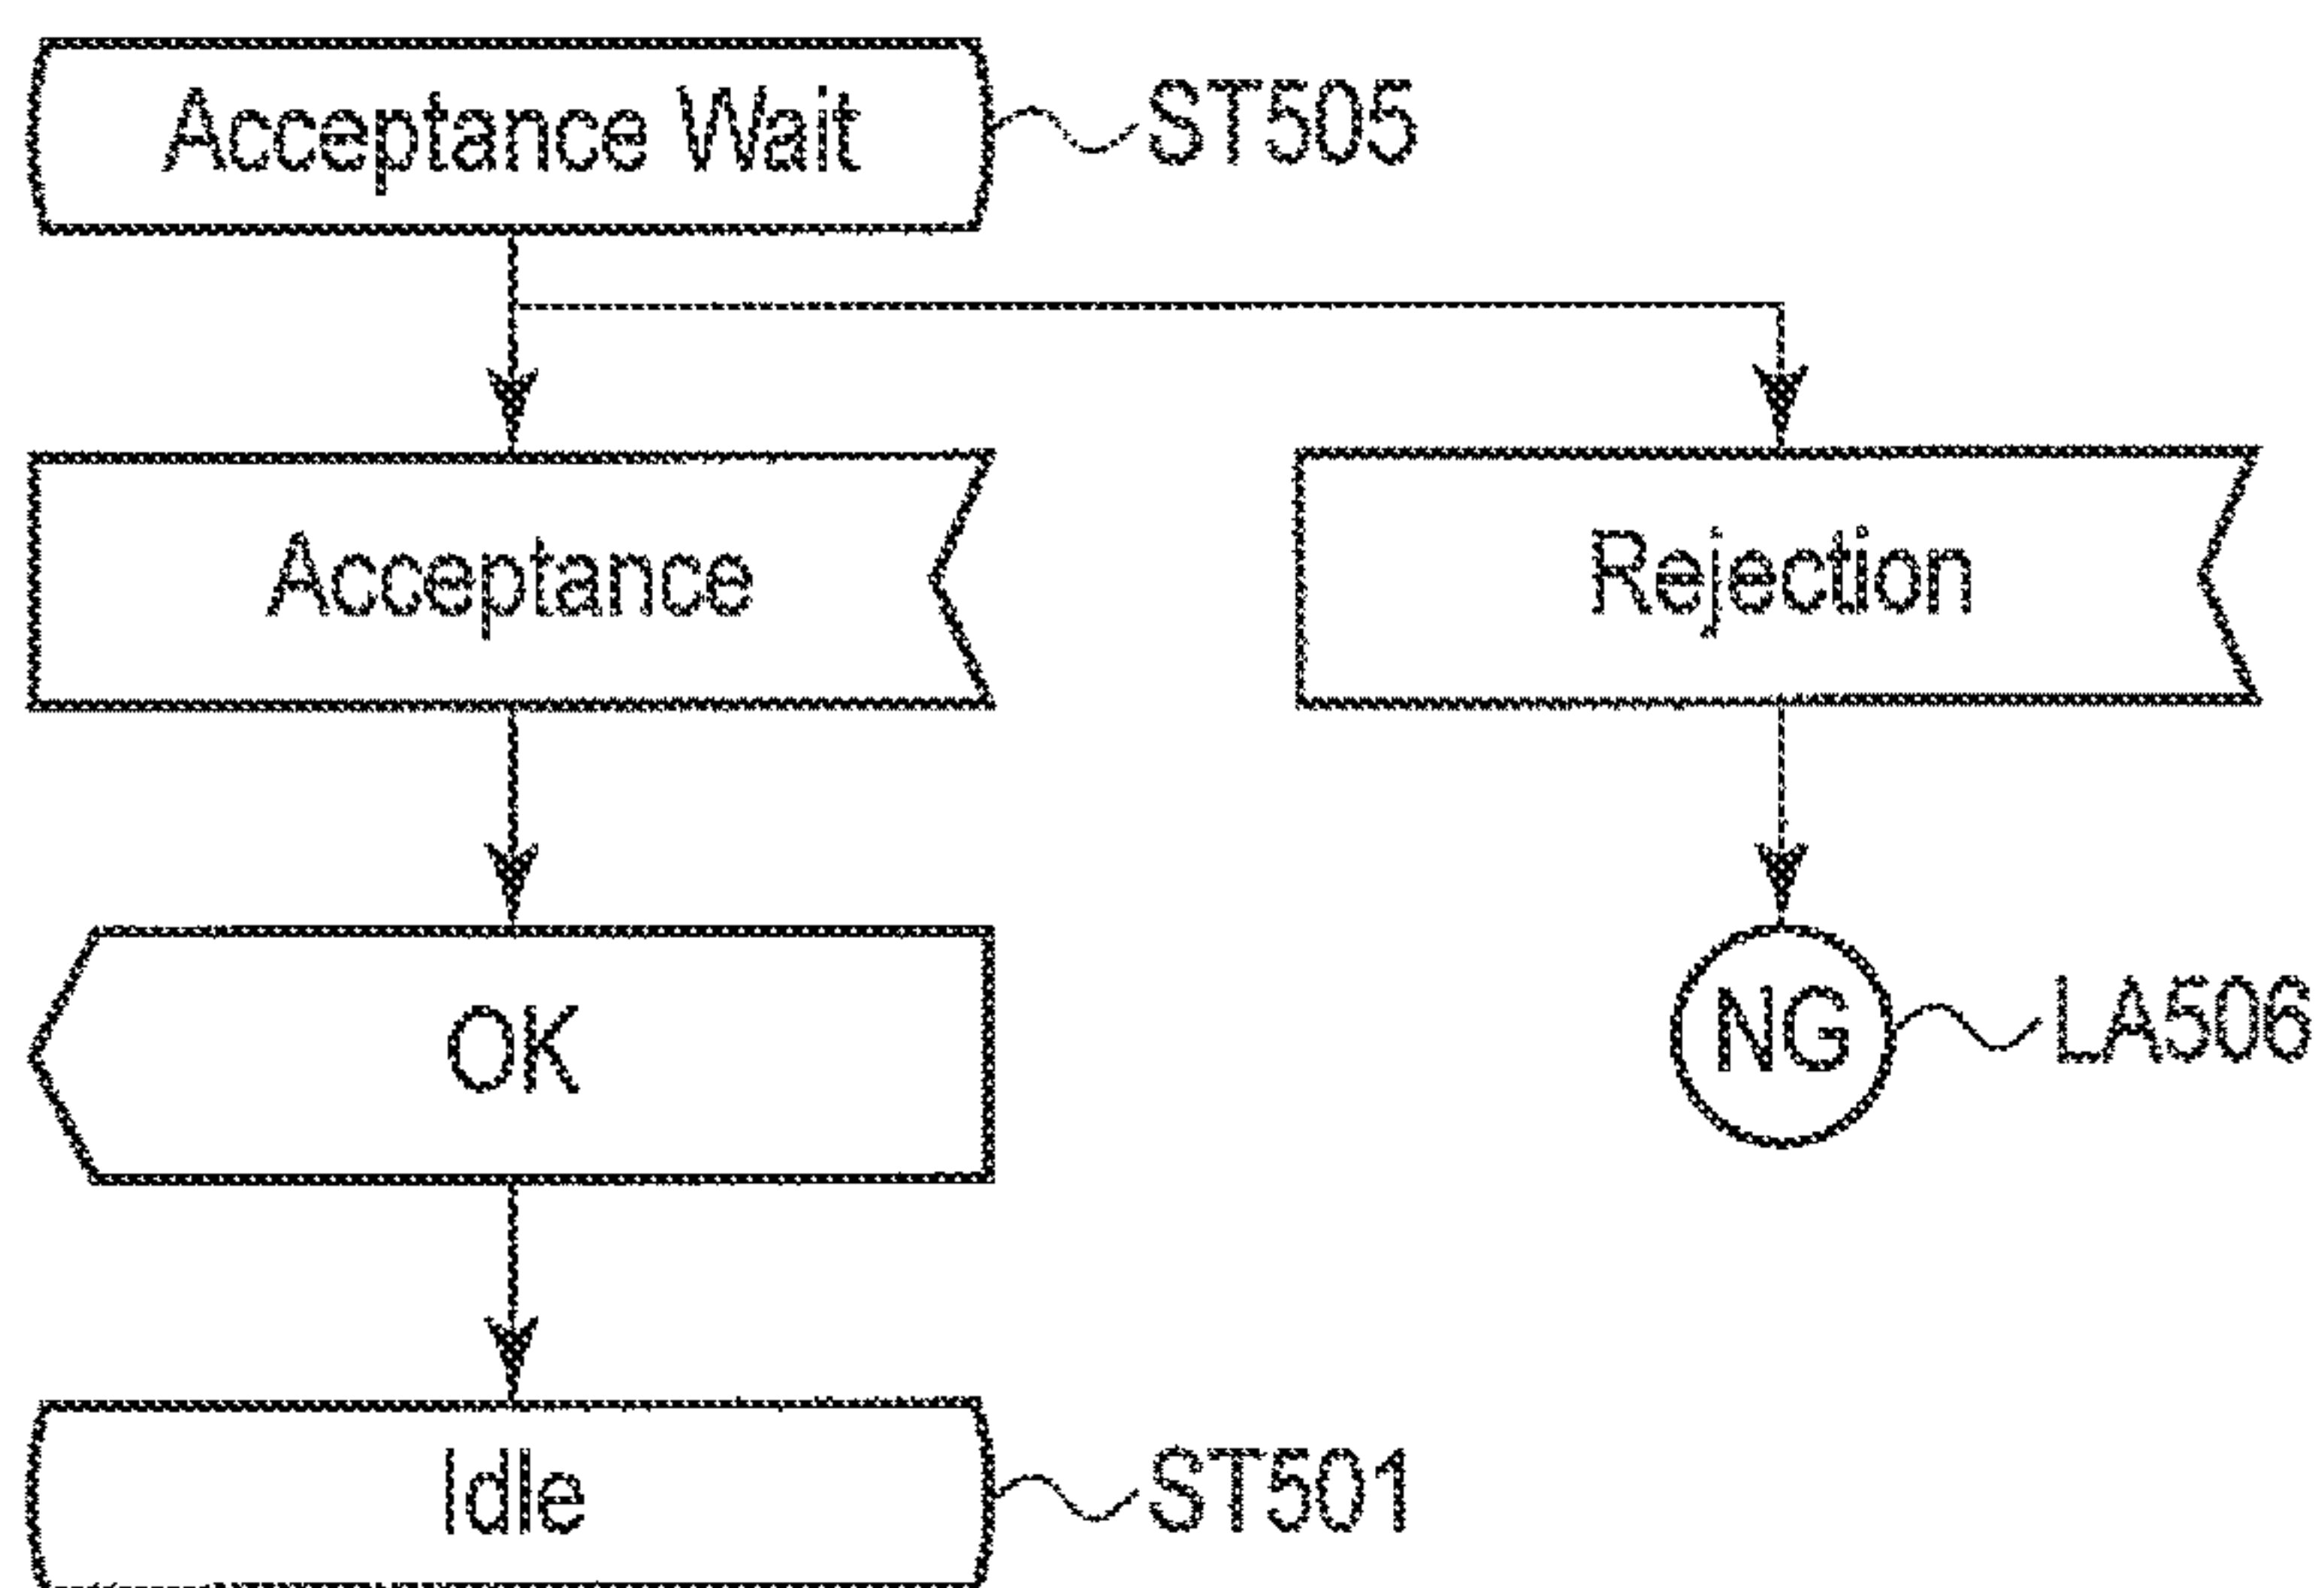 Acceptance Wait
ST505
Acceptance
Rejection
OK
NG
LA506
Idle
ST501